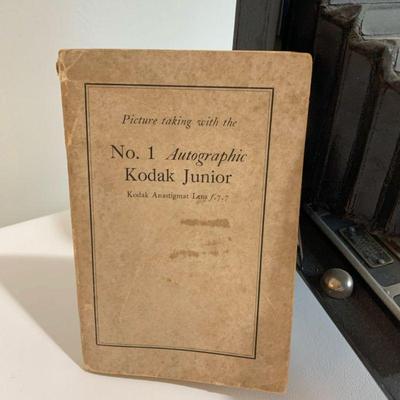 Picture taking with the
No. 1 Autographic
Kodak Junior
Kodak Anastigmat Lens f.7.7